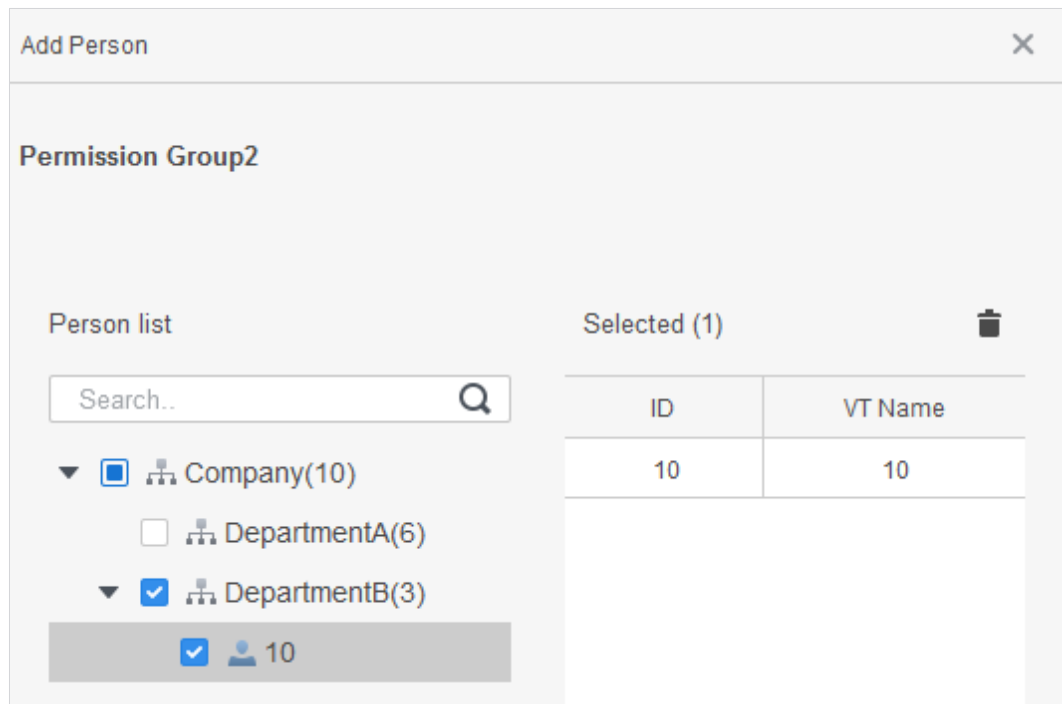 Add Person
Permission Group2
Person list
Search..
Company(10)
DepartmentA(6)
DepartmentB(3)
10
Selected (1)
ID VT Name
10 10